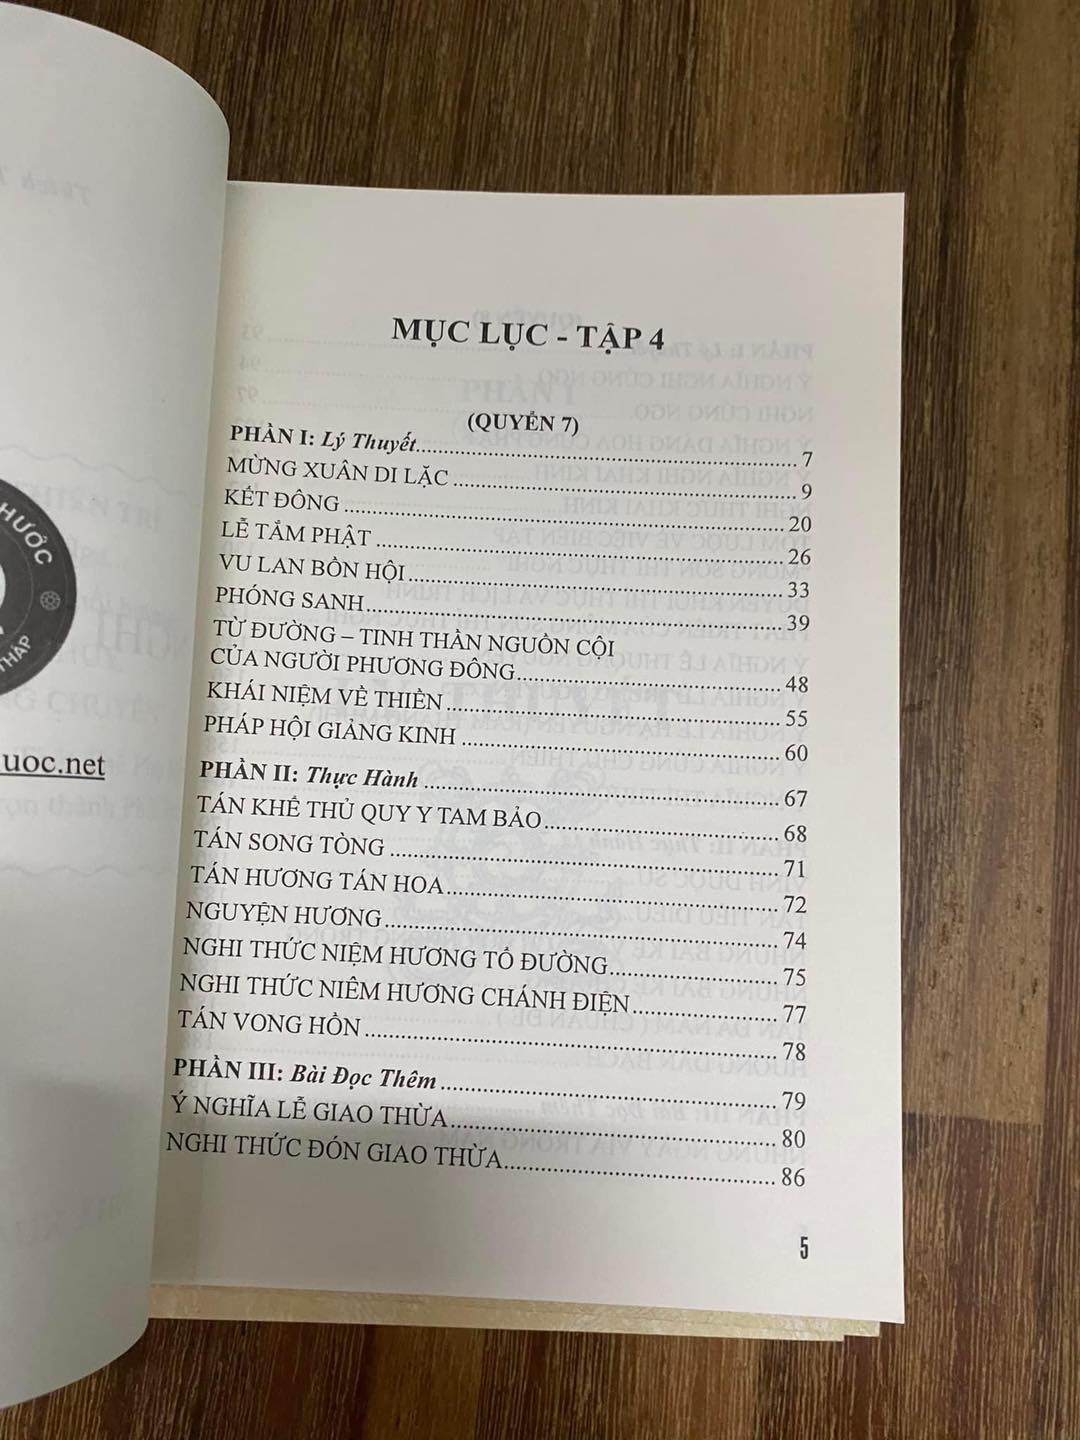 HƯỚC
THÁP
uoc.net
MỤC LỤC - TẬP 4
(QUYỂN 7)
PHẦN I: Lý Thuyết........ 7
MỪNG XUÂN DI LẶC........ 9
KẾT ĐÔNG........ 20
LỄ TẮM PHẬT........ 26
VU LAN BỒN HỘI........ 33
PHÓNG SANH........ 39
TỪ ĐƯỜNG – TINH THẦN NGUỒN CỘI
CỦA NGƯỜI PHƯƠNG ĐÔNG........ 48
KHÁI NIỆM VỀ THIỀN........ 55
PHÁP HỘI GIẢNG KINH........ 60
PHẦN II: Thực Hành........ 67
TÁN KHỂ THỦ QUY Y TAM BẢO........ 68
TÁN SONG TÒNG........ 71
TÁN HƯƠNG TÁN HOA........ 72
NGUYỆN HƯƠNG........ 74
NGHI THỨC NIỆM HƯƠNG TỔ ĐƯỜNG........ 75
NGHI THỨC NIÊM HƯƠNG CHÁNH ĐIỆN........ 77
TÁN VONG HỒN........ 78
PHẦN III: Bài Đọc Thêm........ 79
Ý NGHĨA LỄ GIAO THỪA........ 80
NGHI THỨC ĐÓN GIAO THỪA........ 86
5